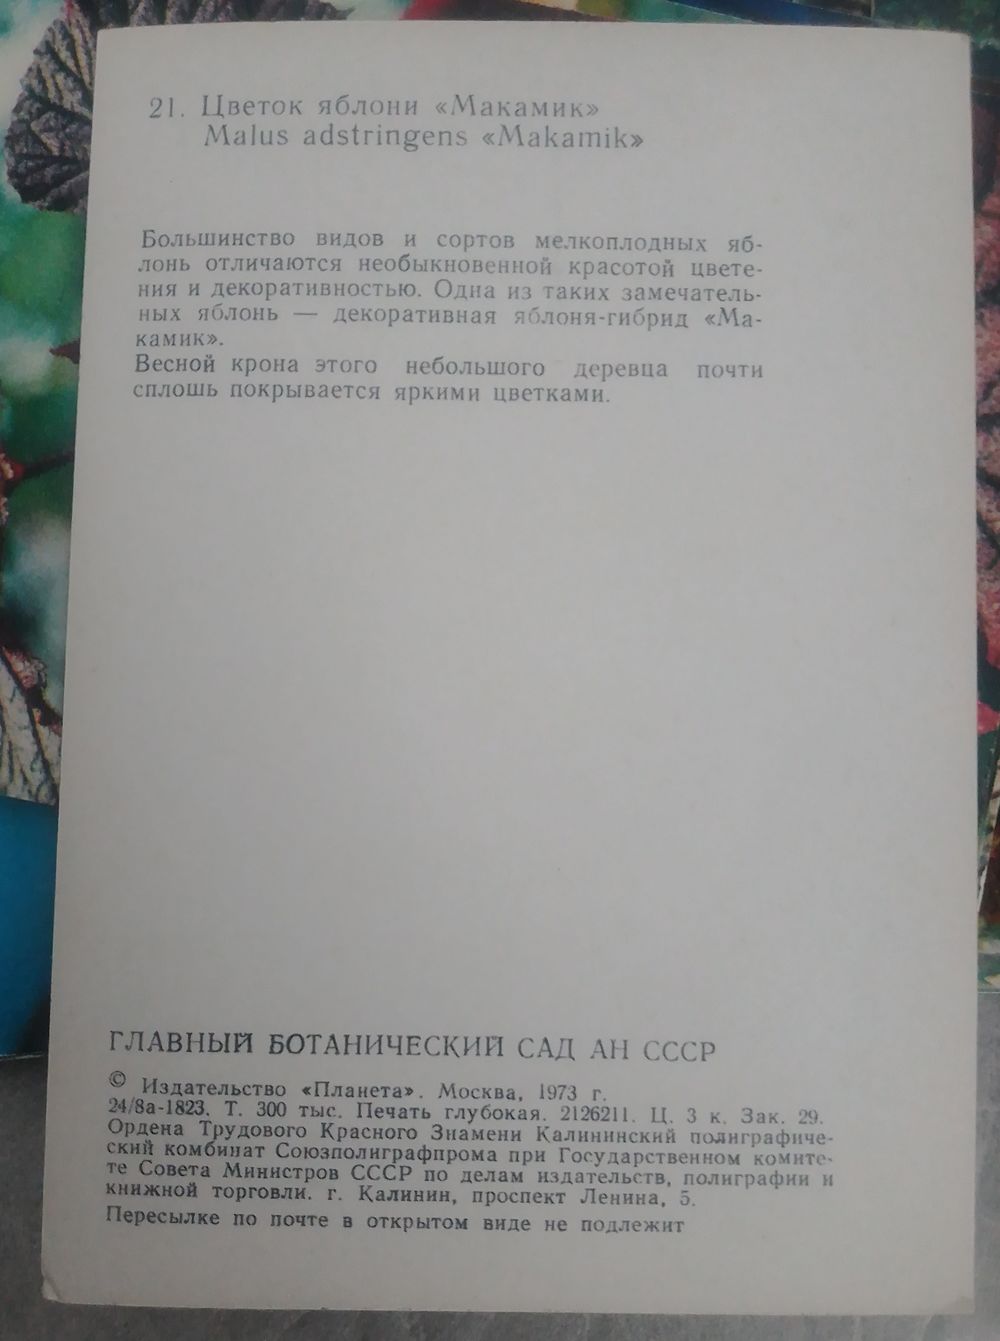 21. Цветок яблони «Макамик»
Malus adstringens «Makamik»
Большинство видов и сортов мелкоплодных яб-
лонь отличаются необыкновенной красотой цвете-
ния и декоративностью. Одна из таких замечатель-
ных яблонь — декоративная яблоня-гибрид «Ма-
камик».
Весной крона этого небольшого деревца почти
сплошь покрывается яркими цветками.
ГЛАВНЫЙ БОТАНИЧЕСКИЙ САД АН СССР
© Издательство «Планета». Москва, 1973 г.
24/8а-1823. Т. 300 тыс. Печать глубокая. 2126211. Ц. 3 к. Зак. 29.
Ордена Трудового Красного Знамени Калининский полиграфиче-
ский комбинат Союзполиграфпрома при Государственном комите-
те Совета Министров СССР по делам издательств, полиграфии и
книжной торговли. г. Калинин, проспект Ленина, 5.
Пересылке по почте в открытом виде не подлежит